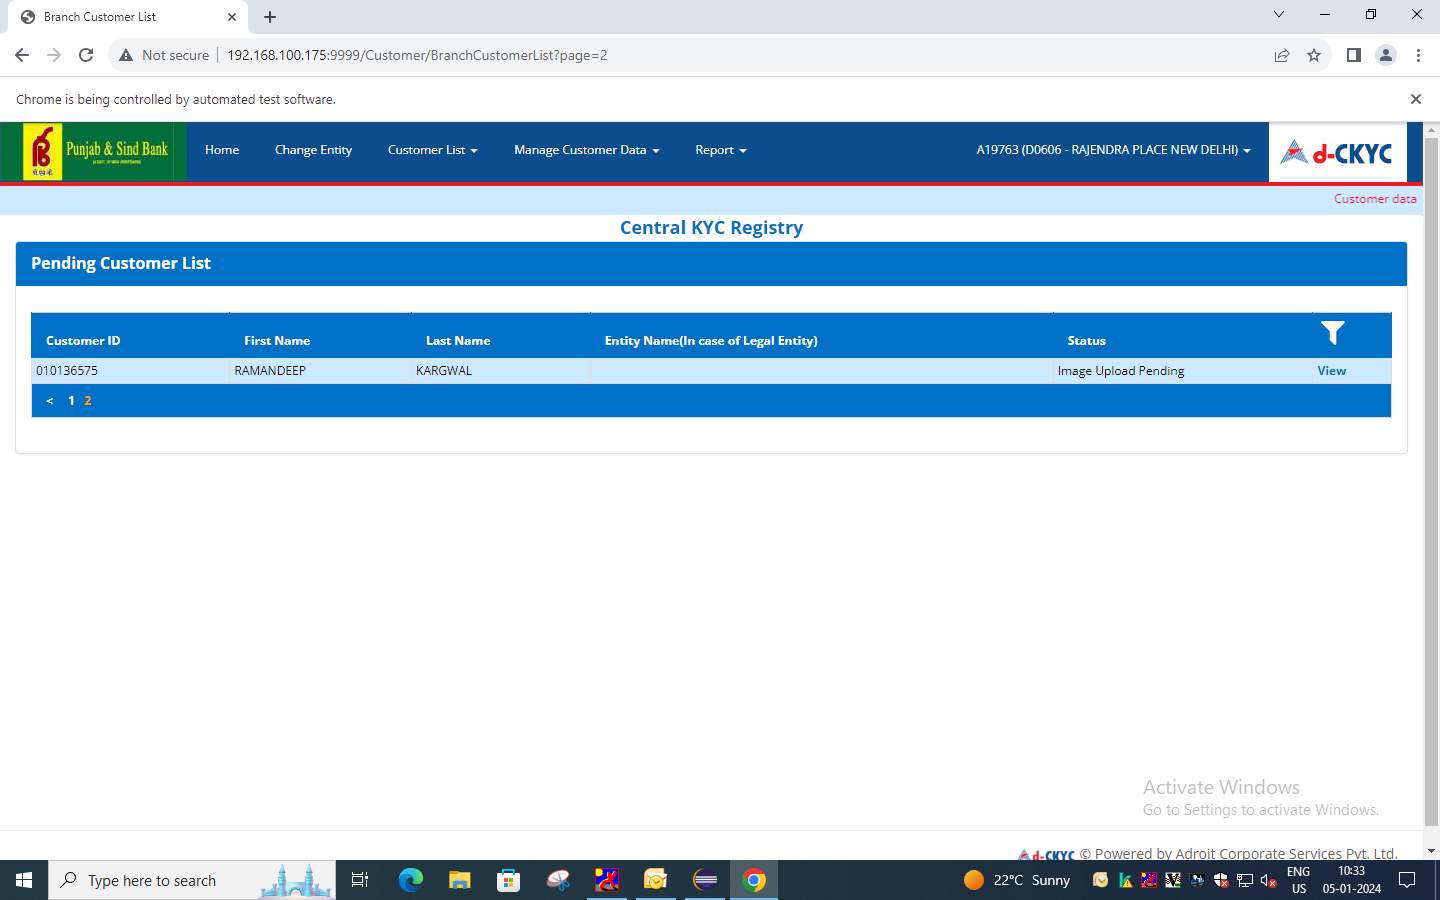 Branch Customer List
Not secure
192.168.100.175:9999/Customer/BranchCustomerList?page=2
Chrome is being controlled by automated test software.
Punjab & Sind Bank
Home
Change Entity
Customer List
Manage Customer Data
Report
A19763 (D0606 - RAJENDRA PLACE NEW DELHI)
d-CKYC
Customer data
Central KYC Registry
Pending Customer List
Customer ID
First Name
Last Name
Entity Name(In case of Legal Entity)
Status
010136575
RAMANDEEP
KARGWAL
Image Upload Pending
View
< 1 2
Activate Windows
Go to Settings to activate Windows.
d-CKYC © Powered by Adroit Corporate Services Pvt. Ltd.
Type here to search
22°C Sunny
ENG
US
10:33
05-01-2024